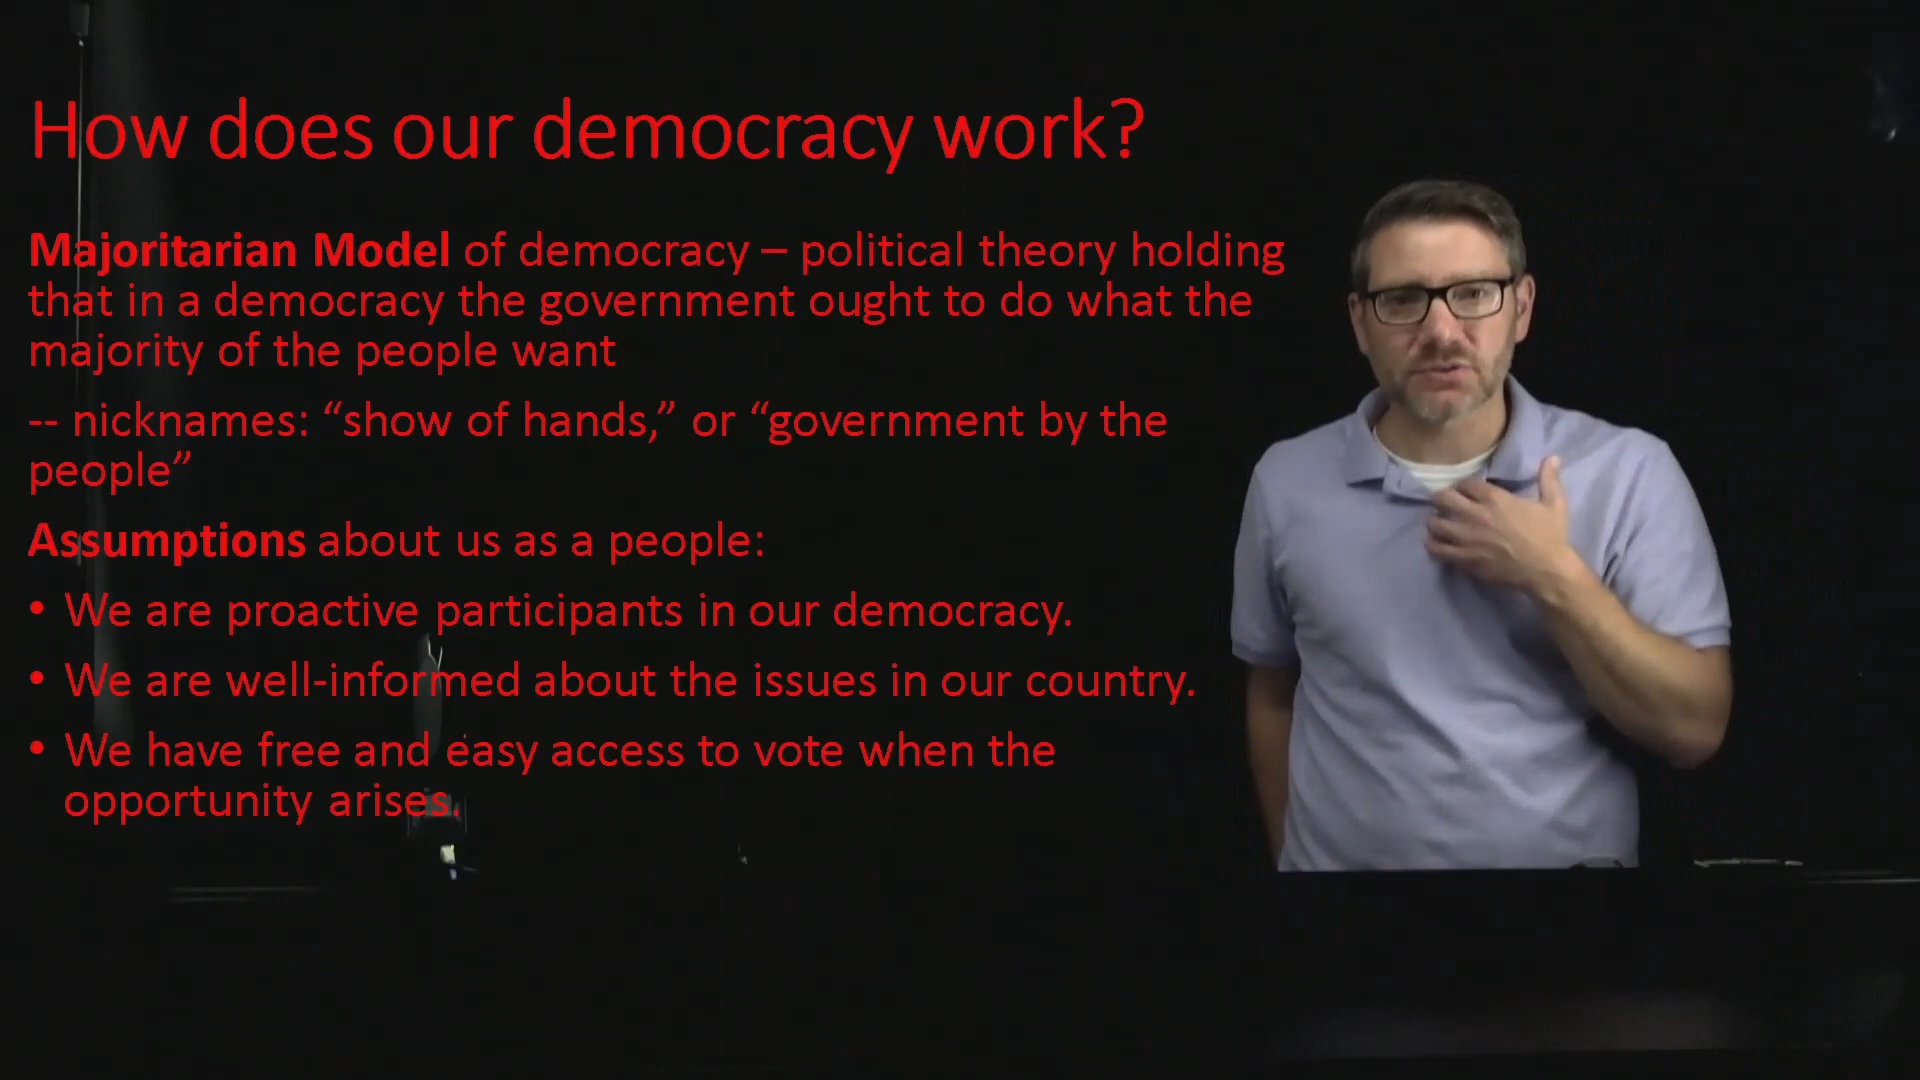 How does our democracy work?
Majoritarian Model of democracy – political theory holding
that in a democracy the government ought to do what the
majority of the people want
-- nicknames: “show of hands,” or “government by the
people”
Assumptions about us as a people:
• We are proactive participants in our democracy.
• We are well-informed about the issues in our country.
• We have free and easy access to vote when the
opportunity arises.